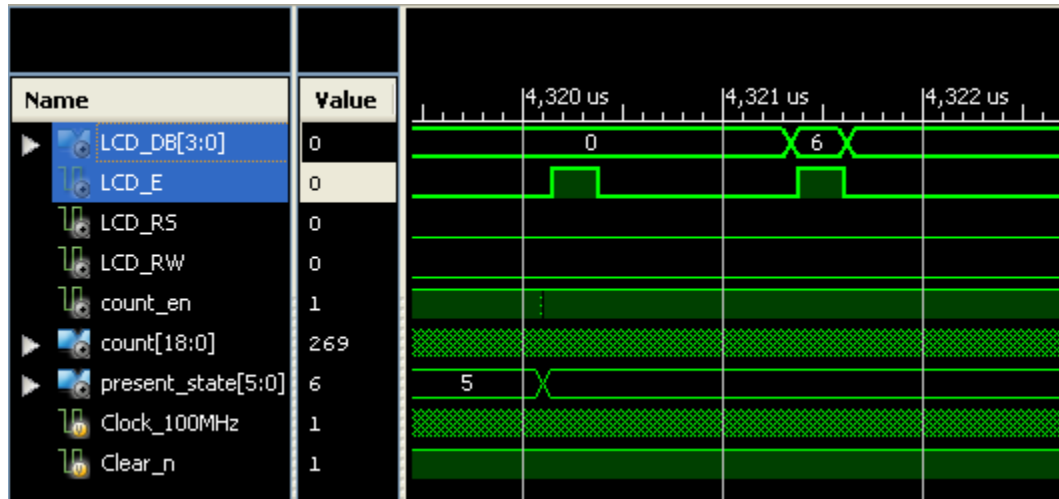 Name Value 4,320 us 4,321 us 4,322 us
LCD_DB[3:0] 0 0 6
LCD_E 0
LCD_RS 0
LCD_RW 0
count_en 1
count[18:0] 269
present_state[5:0] 6 5
Clock_100MHz 1
Clear_n 1